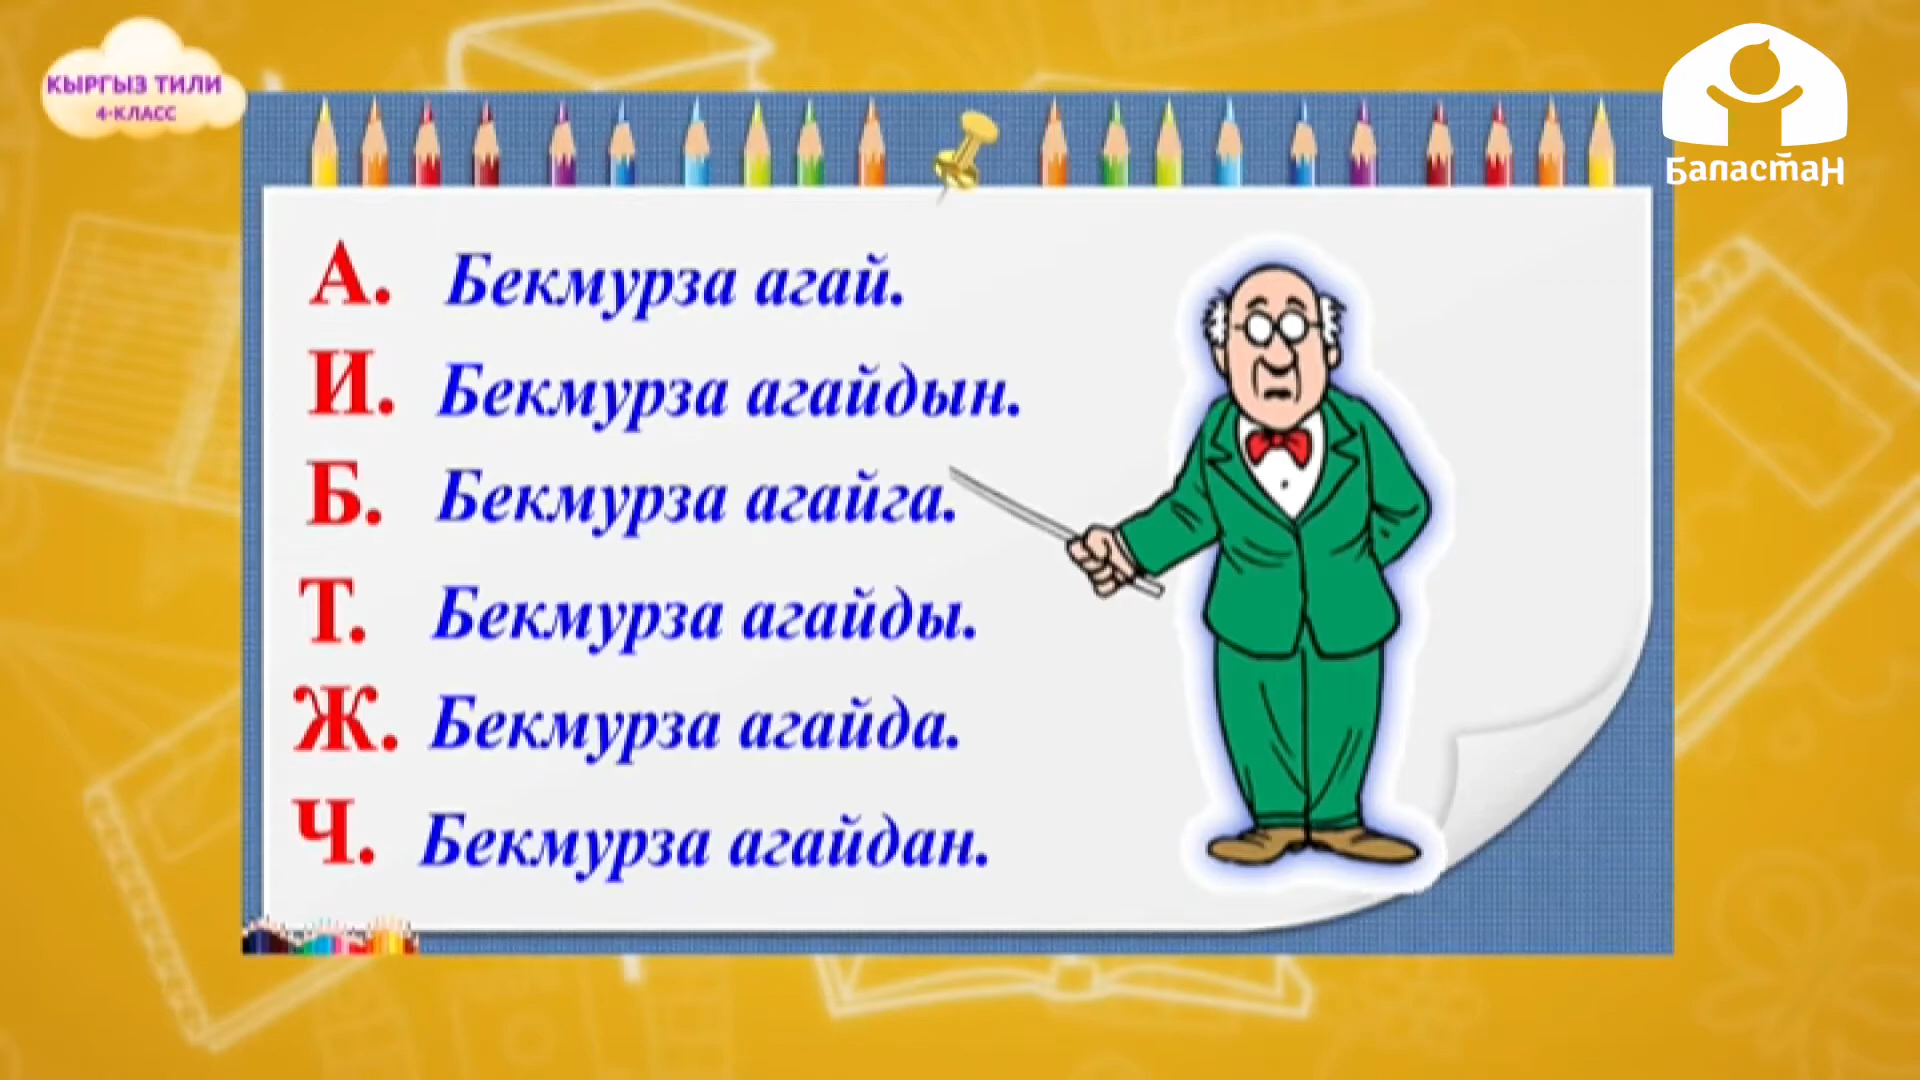 КЫРГЫЗ ТИЛИ
4-КЛАСС
Баластан
А. Бекмурза агай.
И. Бекмурза агайдын.
Б. Бекмурза агайга.
Т. Бекмурза агайды.
Ж. Бекмурза агайда.
Ч. Бекмурза агайдан.